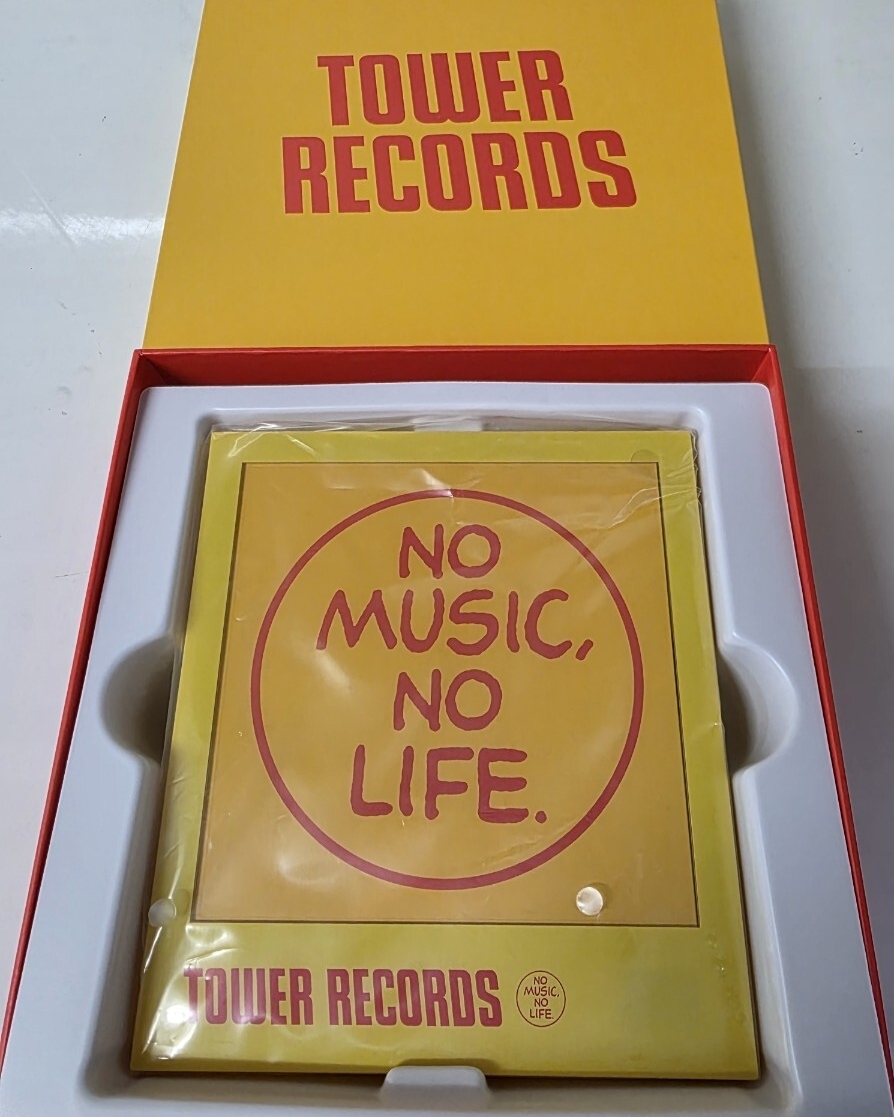 TOWER
RECORDS
NO
MUSIC,
NO
LIFE.
TOWER RECORDS
NO
MUSIC,
NO
LIFE.